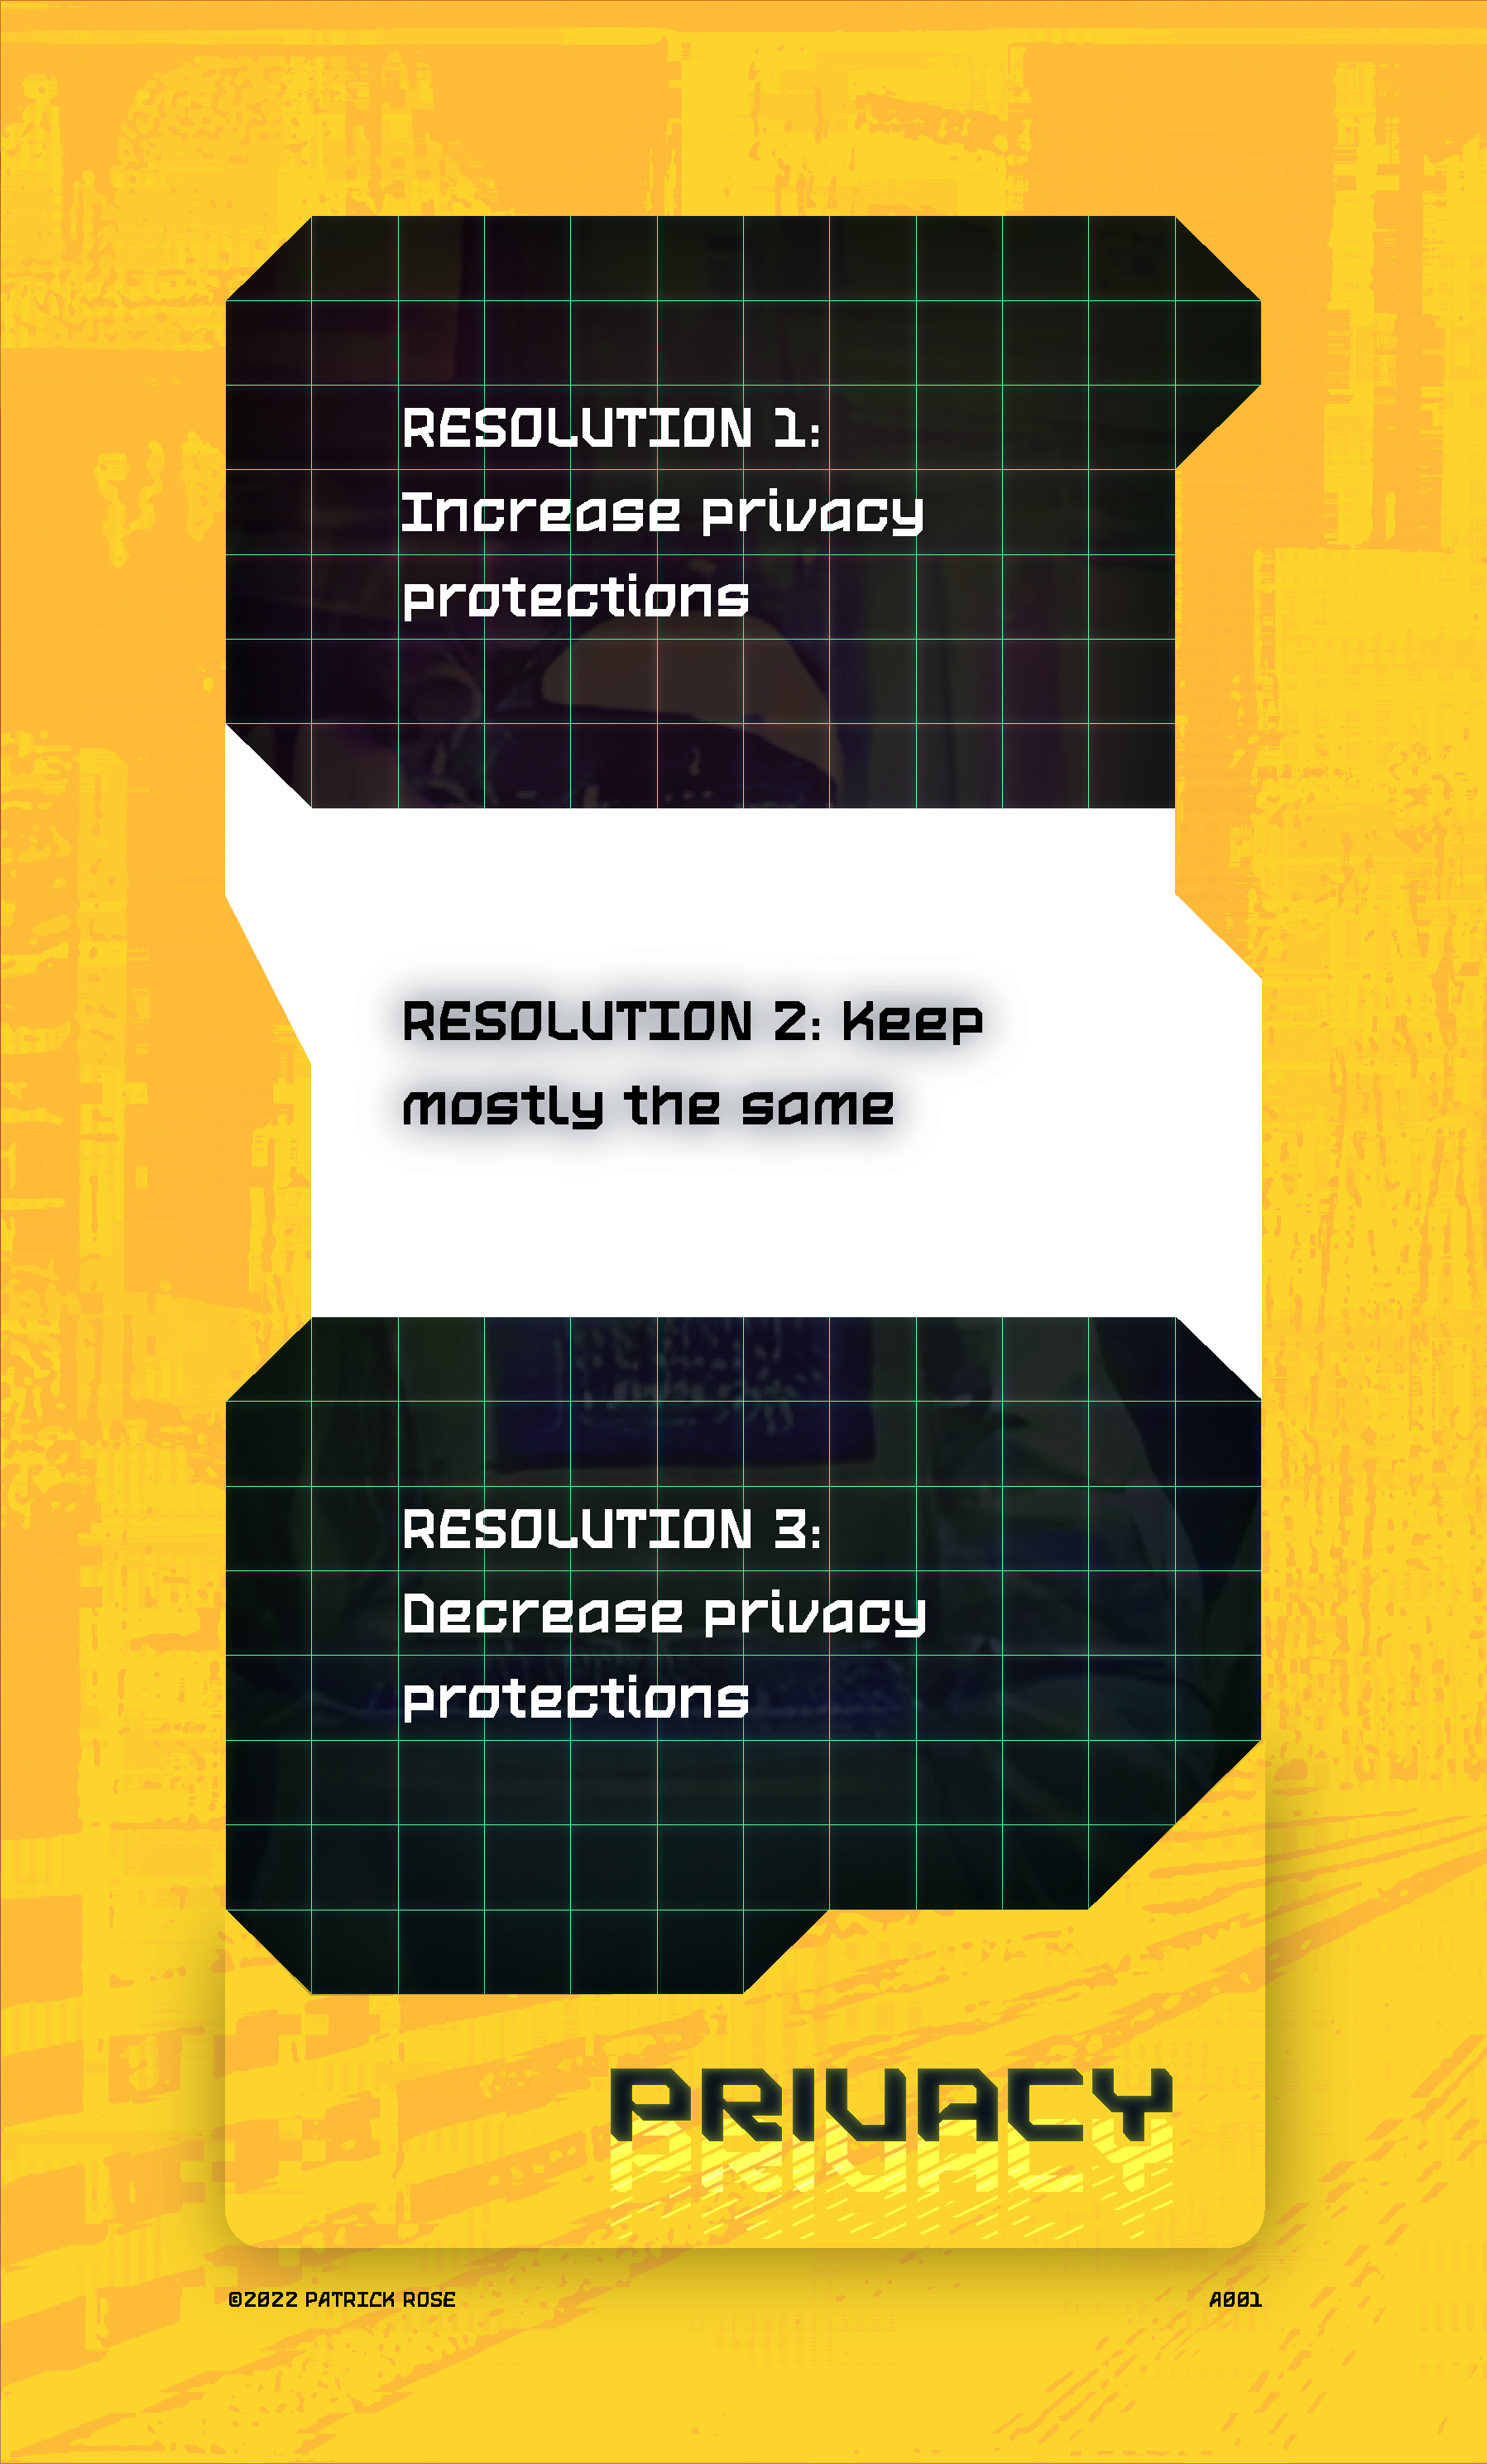 RESOLUTION 1:
Increase privacy
protections
RESOLUTION 2: Keep
mostly the same
RESOLUTION 3:
Decrease privacy
protections
PRIVACY
PRIVACY
©2022 PATRICK ROSE
A001